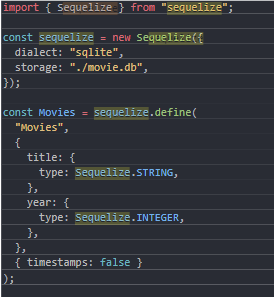 import { Sequelize } from "sequelize";
const sequelize = new Sequelize({
dialect: "sqlite",
storage: "./movie.db",
});
const Movies = sequelize.define(
"Movies",
{
title: {
type: Sequelize.STRING,
},
year: {
type: Sequelize.INTEGER,
},
},
{ timestamps: false }
);